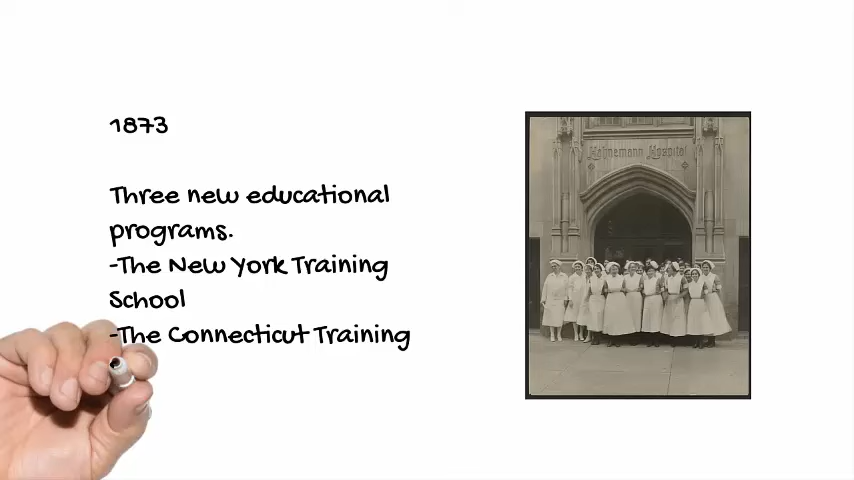 1873
Three new educational
programs.
-The New York Training
School
-The Connecticut Training
Hahnemann Hospital